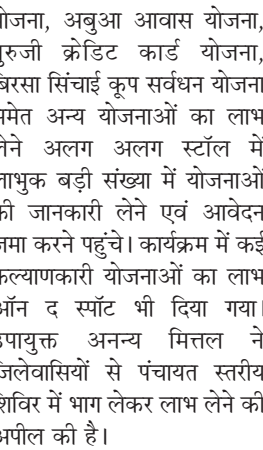 योजना, अबुआ आवास योजना,
गुरुजी क्रेडिट कार्ड योजना,
बिरसा सिंचाई कूप सर्वधन योजना
समेत अन्य योजनाओं का लाभ
लेने अलग अलग स्टॉल में
लाभुक बड़ी संख्या में योजनाओं
की जानकारी लेने एवं आवेदन
जमा करने पहुंचे। कार्यक्रम में कई
कल्याणकारी योजनाओं का लाभ
ऑन द स्पॉट भी दिया गया।
उपायुक्त अनन्य मित्तल ने
जिलेवासियों से पंचायत स्तरीय
शिविर में भाग लेकर लाभ लेने की
अपील की है।